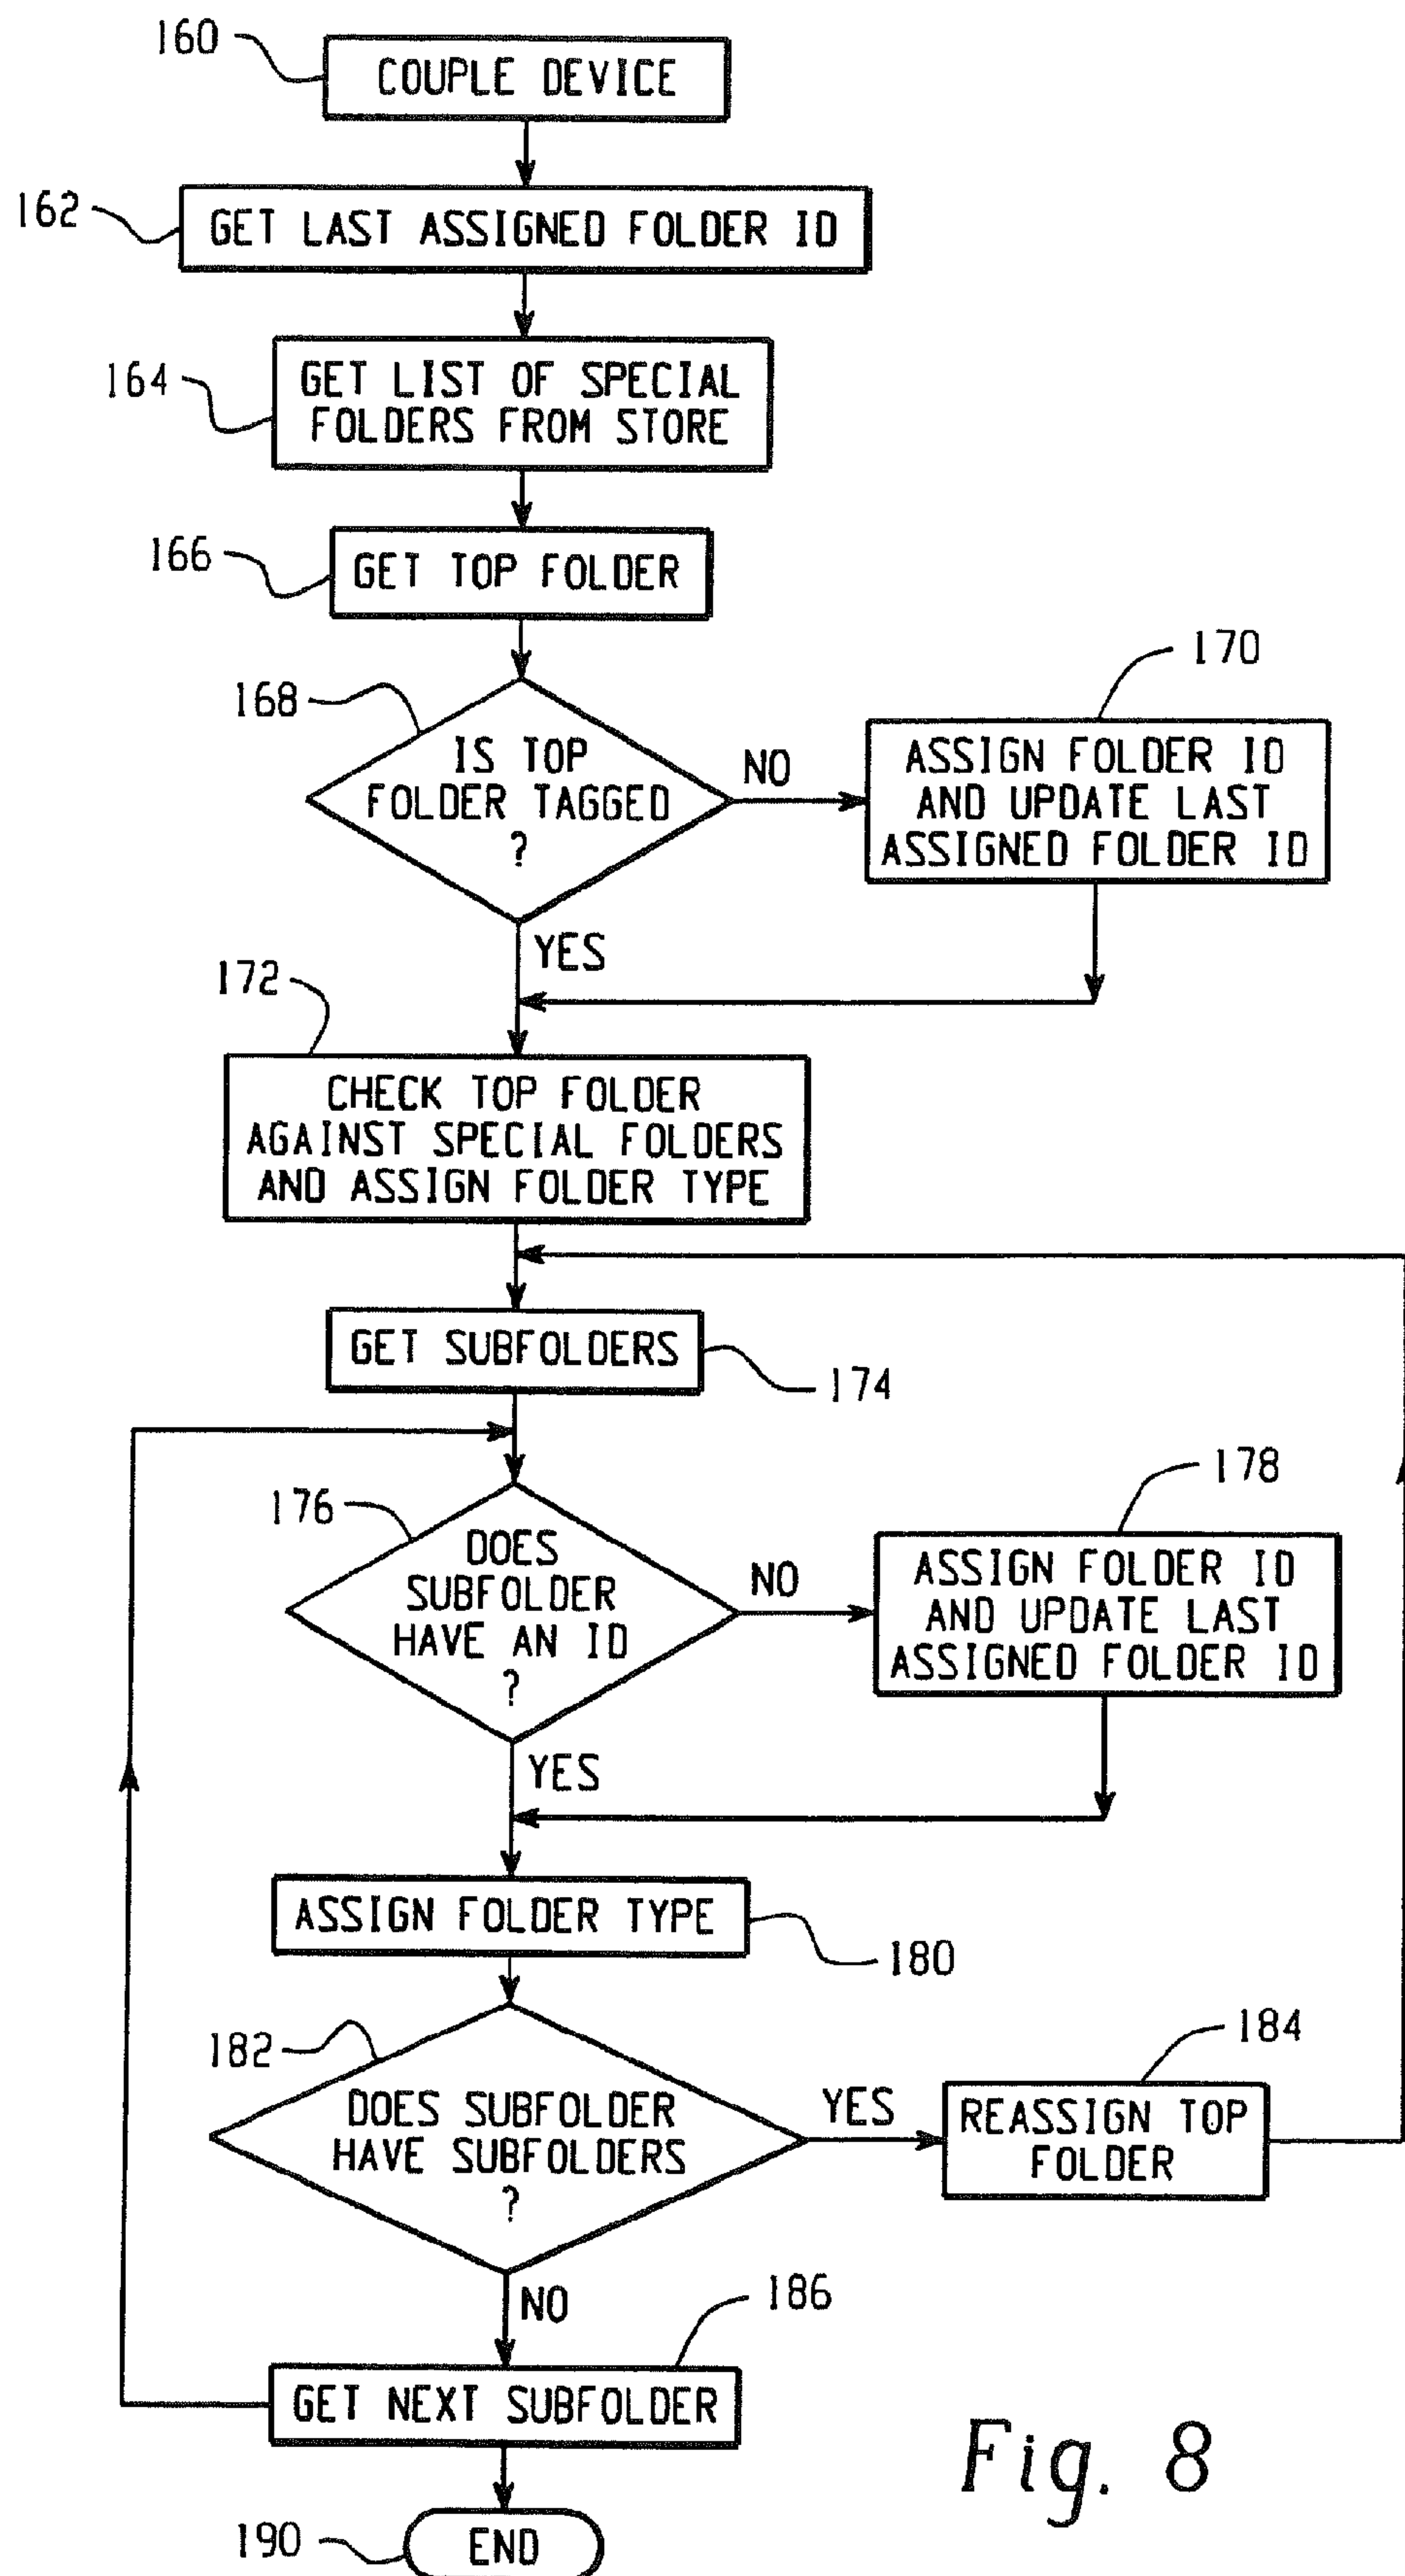 160
COUPLE DEVICE
162
GET LAST ASSIGNED FOLDER ID
164
GET LIST OF SPECIAL
FOLDERS FROM STORE
166
GET TOP FOLDER
168
IS TOP
FOLDER TAGGED
?
NO
170
ASSIGN FOLDER ID
AND UPDATE LAST
ASSIGNED FOLDER ID
YES
172
CHECK TOP FOLDER
AGAINST SPECIAL FOLDERS
AND ASSIGN FOLDER TYPE
GET SUBFOLDERS
174
176
DOES
SUBFOLDER
HAVE AN ID
?
NO
178
ASSIGN FOLDER ID
AND UPDATE LAST
ASSIGNED FOLDER ID
YES
ASSIGN FOLDER TYPE
180
182
DOES SUBFOLDER
HAVE SUBFOLDERS
?
YES
184
REASSIGN TOP
FOLDER
NO
186
GET NEXT SUBFOLDER
190
END
Fig. 8